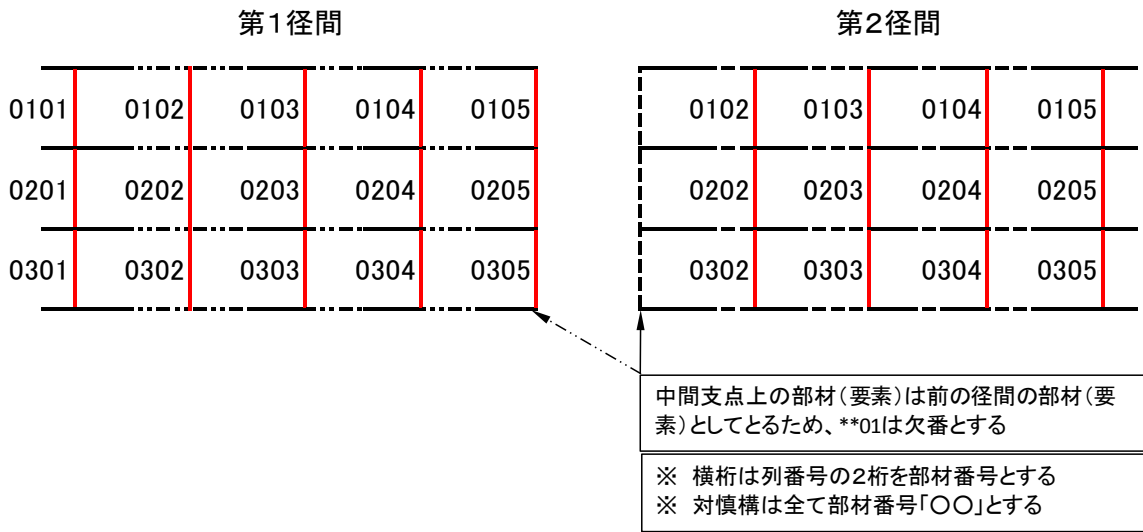 第1径間
第2径間
0101 0102 0103 0104 0105 0102 0103 0104 0105
0201 0202 0203 0204 0205 0202 0203 0204 0205
0301 0302 0303 0304 0305 0302 0303 0304 0305
中間支点上の部材(要素)は前の径間の部材(要
素)としてとるため、**01は欠番とする
※ 横桁は列番号の2桁を部材番号とする
※ 対慎構は全て部材番号「〇〇」とする